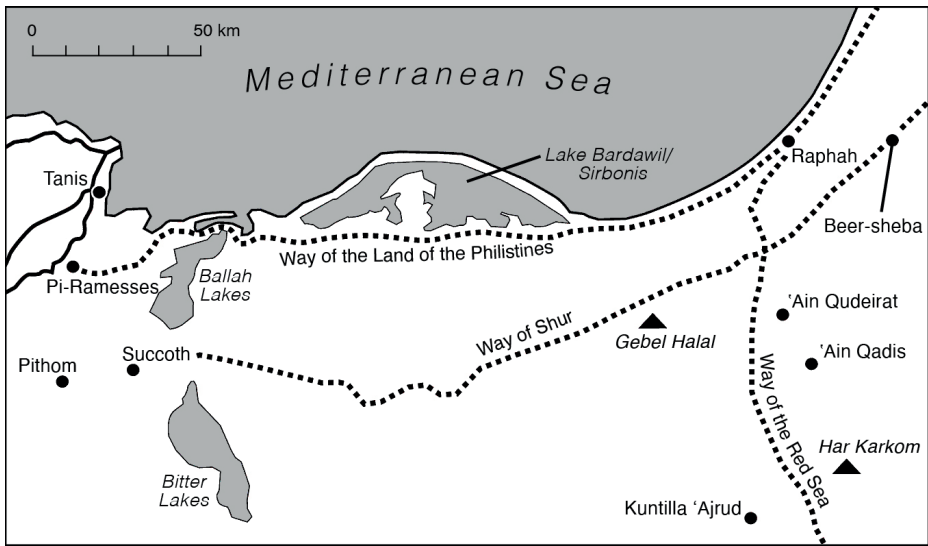 0
50 km
Mediterranean Sea
Lake Bardawil/
Sirbonis
Raphah
Tanis
Beer-sheba
Way of the Land of the Philistines
Pi-Ramesses
Ballah
Lakes
‘Ain Qudeirat
Way of Shur
Gebel Halal
‘Ain Qadis
Succoth
Pithom
Way of the Red Sea
Har Karkom
Bitter
Lakes
Kuntilla ‘Ajrud